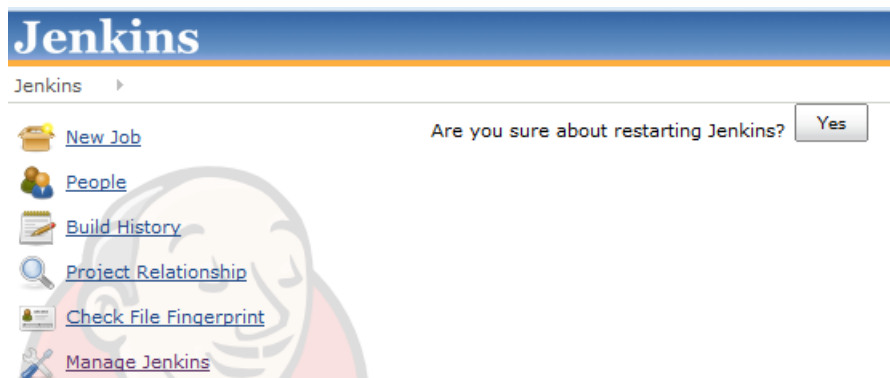 Jenkins
Jenkins
New Job
Are you sure about restarting Jenkins? Yes
People
Build History
Project Relationship
Check File Fingerprint
Manage Jenkins